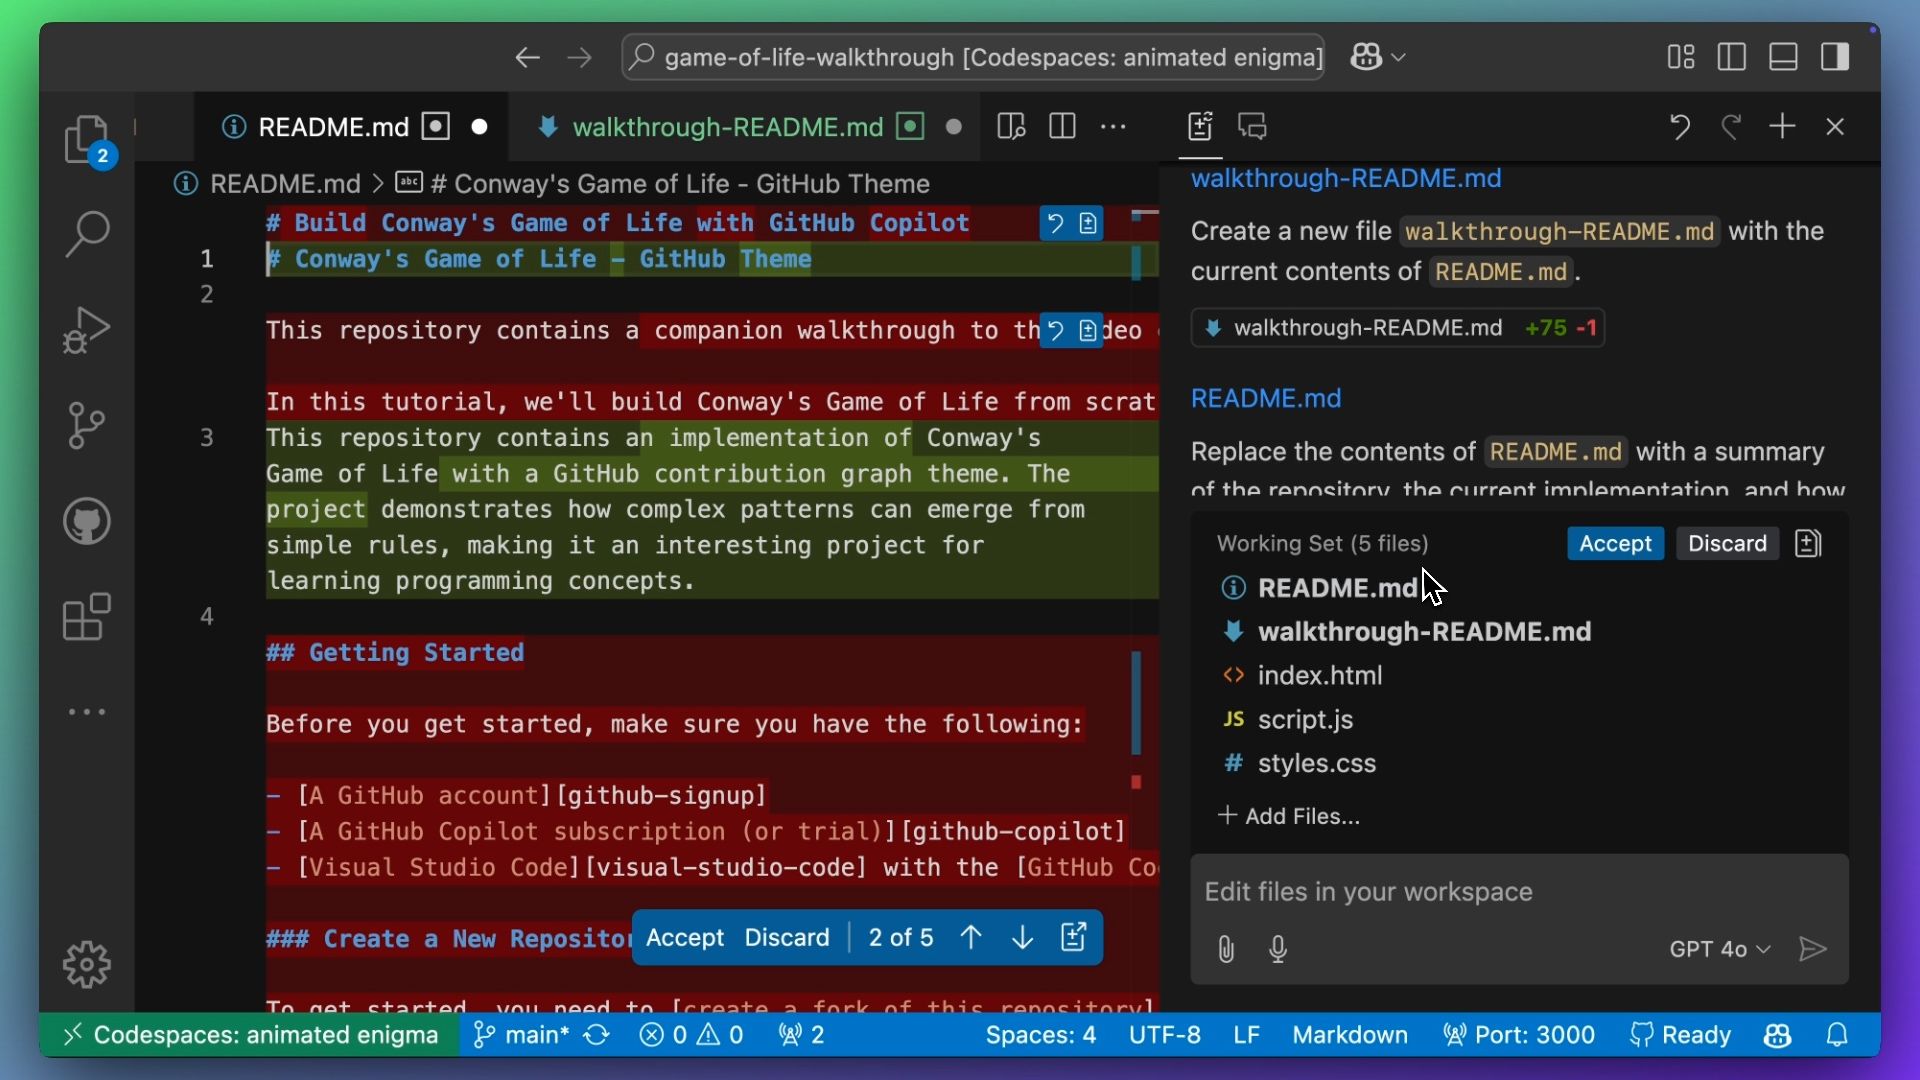 game-of-life-walkthrough [Codespaces: animated enigma]
2
README.md
walkthrough-README.md
README.md > # Conway's Game of Life - GitHub Theme
# Build Conway's Game of Life with GitHub Copilot
1 # Conway's Game of Life - GitHub Theme
2
This repository contains a companion walkthrough to th deo
In this tutorial, we'll build Conway's Game of Life from scrat
3 This repository contains an implementation of Conway's
Game of Life with a GitHub contribution graph theme. The
project demonstrates how complex patterns can emerge from
simple rules, making it an interesting project for
learning programming concepts.
4
## Getting Started
Before you get started, make sure you have the following:
- [A GitHub account][github-signup]
- [A GitHub Copilot subscription (or trial)][github-copilot]
- [Visual Studio Code][visual-studio-code] with the [GitHub Co
### Create a New Repositor
Accept Discard 2 of 5
To get started, you need to [create a fork of this repository]
walkthrough-README.md
Create a new file walkthrough-README.md with the
current contents of README.md.
walkthrough-README.md +75 -1
README.md
Replace the contents of README.md with a summary
of the repository, the current implementation, and how
Working Set (5 files) Accept Discard
README.md
walkthrough-README.md
<> index.html
JS script.js
# styles.css
+ Add Files...
Edit files in your workspace
GPT 4o
Codespaces: animated enigma main* 0 0 2 Spaces: 4 UTF-8 LF Markdown Port: 3000 Ready